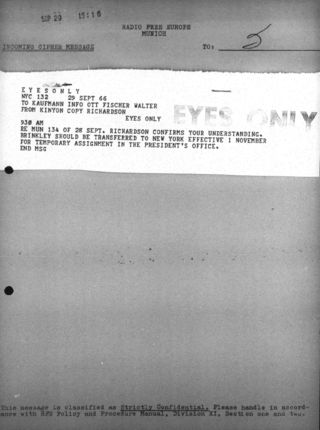 SEP 29 15:16
RADIO FREE EUROPE
MUNICH
INCOMING CIPHER MESSAGE
TO: 5
E Y E S O N L Y
NYC 132 29 SEPT 66
TO KAUFMANN INFO OTT FISCHER WALTER
FROM KINYON COPY RICHARDSON
EYES ONLY
EYES ONLY
930 AM
RE MUN 134 OF 28 SEPT. RICHARDSON CONFIRMS YOUR UNDERSTANDING.
BRINKLEY SHOULD BE TRANSFERRED TO NEW YORK EFFECTIVE 1 NOVEMBER
FOR TEMPORARY ASSIGNMENT IN THE PRESIDENT'S OFFICE.
END MSG
This message is classified as Strictly Confidential. Please handle in accord-
ance with RFE Policy and Procedure Manual, Division XI, Section one and two.